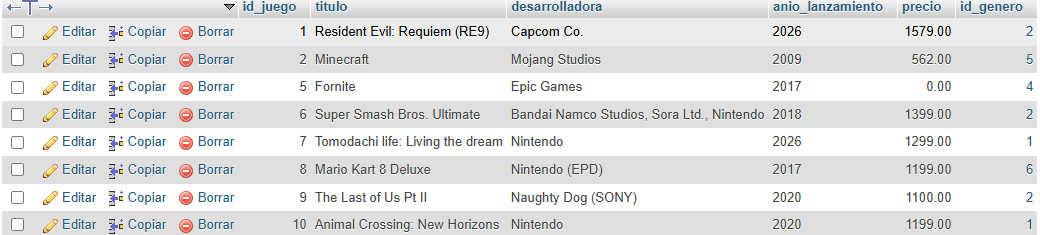 id_juego titulo desarrolladora anio_lanzamiento precio id_genero
Editar Copiar Borrar 1 Resident Evil: Requiem (RE9) Capcom Co. 2026 1579.00 2
Editar Copiar Borrar 2 Minecraft Mojang Studios 2009 562.00 5
Editar Copiar Borrar 5 Fornite Epic Games 2017 0.00 4
Editar Copiar Borrar 6 Super Smash Bros. Ultimate Bandai Namco Studios, Sora Ltd., Nintendo 2018 1399.00 2
Editar Copiar Borrar 7 Tomodachi life: Living the dream Nintendo 2026 1299.00 1
Editar Copiar Borrar 8 Mario Kart 8 Deluxe Nintendo (EPD) 2017 1199.00 6
Editar Copiar Borrar 9 The Last of Us Pt II Naughty Dog (SONY) 2020 1100.00 2
Editar Copiar Borrar 10 Animal Crossing: New Horizons Nintendo 2020 1199.00 1